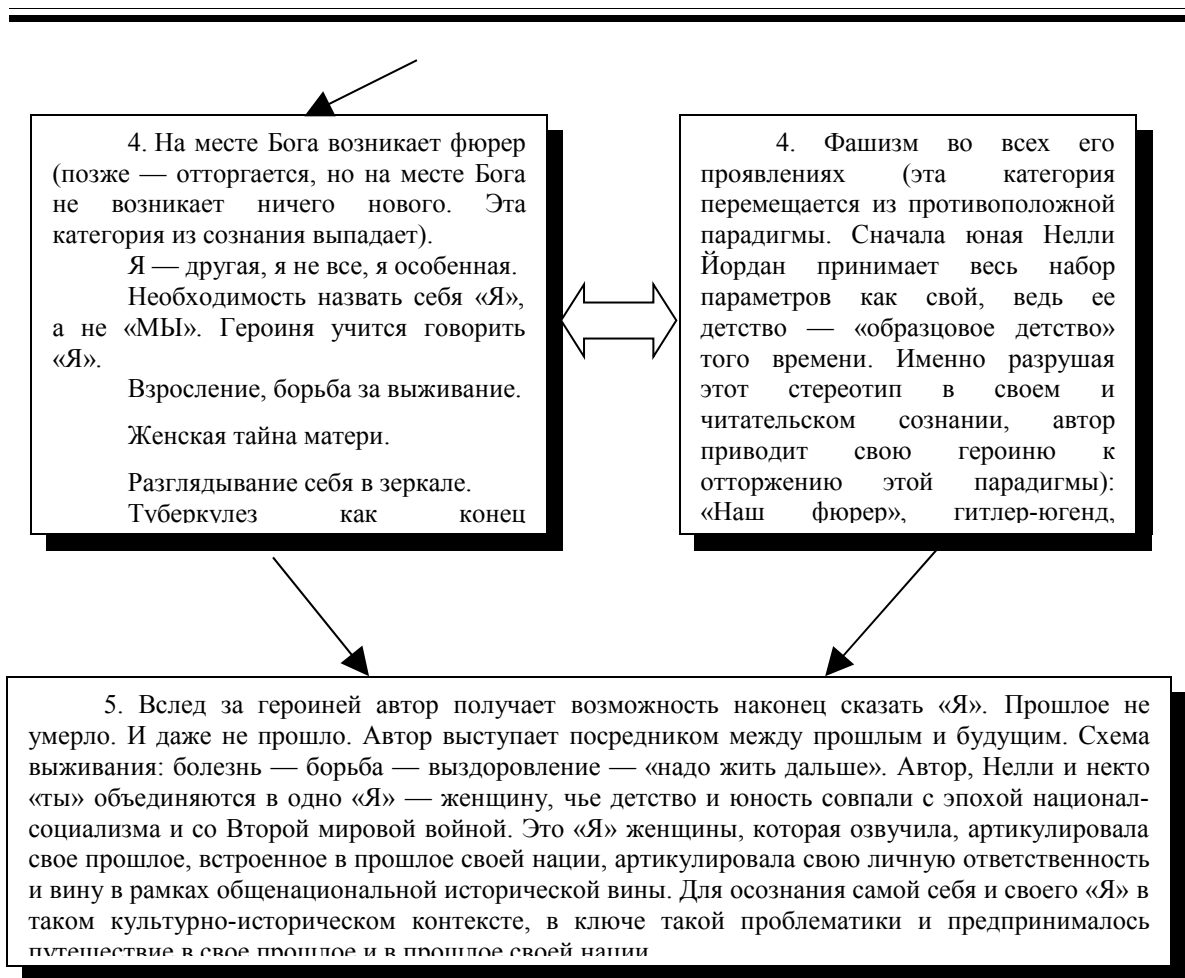 4. На месте Бога возникает фюрер
(позже — отторгается, но на месте Бога
не возникает ничего нового. Эта
категория из сознания выпадает).
Я — другая, я не все, я особенная.
Необходимость назвать себя «Я»,
а не «МЫ». Героиня учится говорить
«Я».
Взросление, борьба за выживание.
Женская тайна матери.
Разглядывание себя в зеркале.
Туберкулез как конец
4. Фашизм во всех его
проявлениях (эта категория
перемещается из противоположной
парадигмы. Сначала юная Нелли
Йордан принимает весь набор
параметров как свой, ведь ее
детство — «образцовое детство»
того времени. Именно разрушая
этот стереотип в своем и
читательском сознании, автор
приводит свою героиню к
отторжению этой парадигмы):
«Наш фюрер», гитлер-югенд,
5. Вслед за героиней автор получает возможность наконец сказать «Я». Прошлое не
умерло. И даже не прошло. Автор выступает посредником между прошлым и будущим. Схема
выживания: болезнь — борьба — выздоровление — «надо жить дальше». Автор, Нелли и некто
«ты» объединяются в одно «Я» — женщину, чье детство и юность совпали с эпохой национал-
социализма и со Второй мировой войной. Это «Я» женщины, которая озвучила, артикулировала
свое прошлое, встроенное в прошлое своей нации, артикулировала свою личную ответственность
и вину в рамках общенациональной исторической вины. Для осознания самой себя и своего «Я» в
таком культурно-историческом контексте, в ключе такой проблематики и предпринималось
путешествие в свое прошлое и в прошлое своей нации